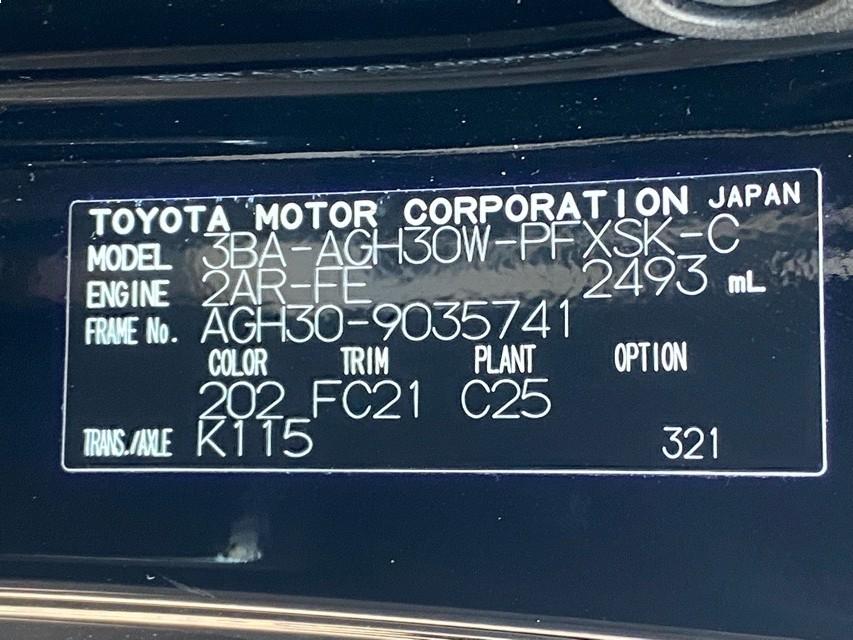 TOYOTA MOTOR CORPORATION JAPAN
MODEL 3BA-AGH30W-PFXSK-C
ENGINE 2AR-FE 2493 mL
FRAME No. AGH30-9035741
COLOR TRIM PLANT OPTION
202 FC21 C25
TRANS./AXLE K115 321